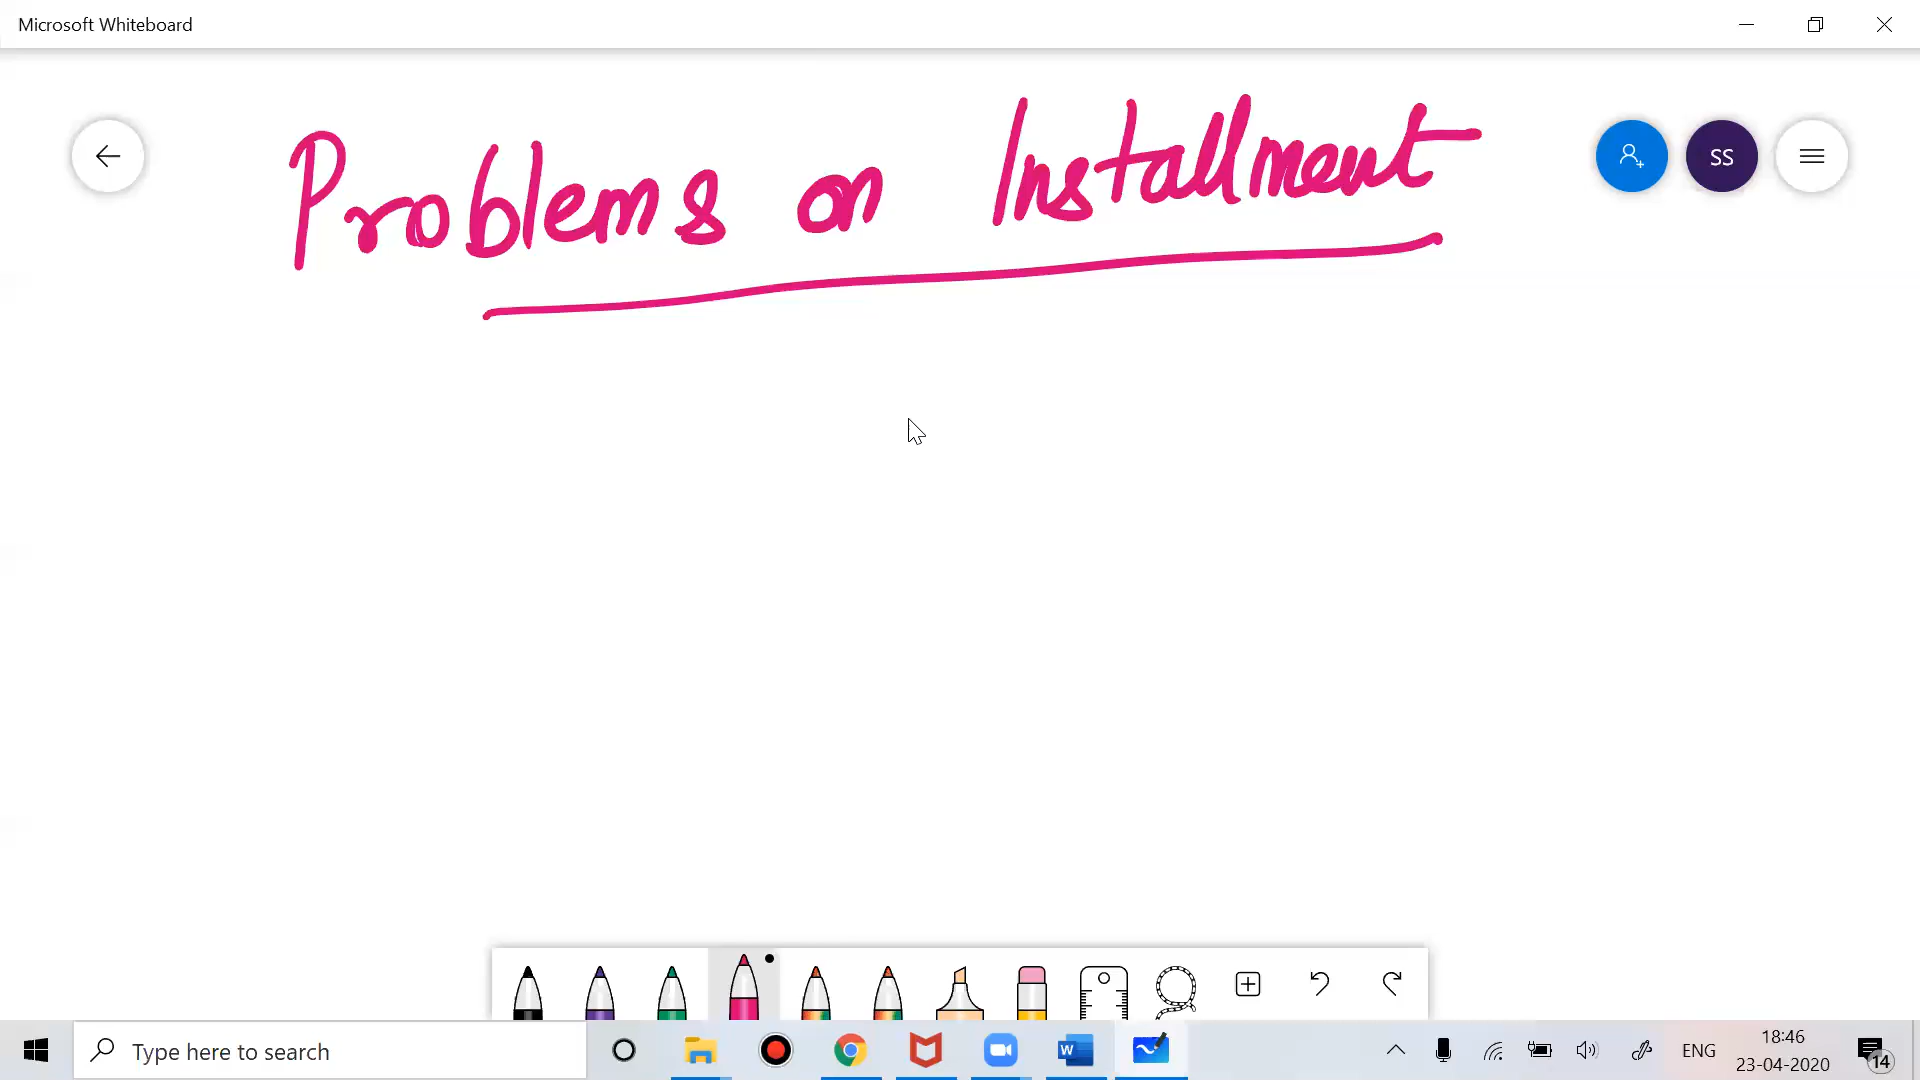 Microsoft Whiteboard
Problems on Installment
SS
Type here to search
W
ENG
18:46
23-04-2020
14